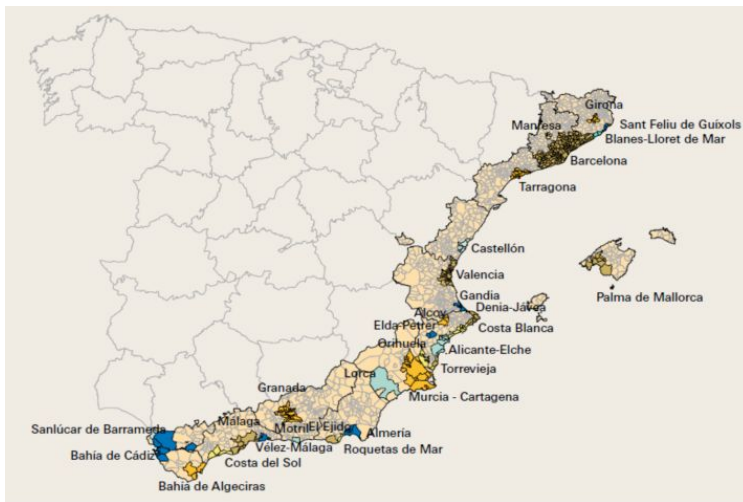 Girona
Manresa
Sant Feliu de Guíxols
Blanes-Lloret de Mar
Barcelona
Tarragona
Castellón
Valencia
Palma de Mallorca
Gandia
Denia-Jávea
Alcoy
Elda-Petrer
Costa Blanca
Orihuela
Alicante-Elche
Torrevieja
Lorca
Murcia - Cartagena
Granada
Sanlúcar de Barrameda
Málaga
Motril
El Ejido
Almería
Bahía de Cádiz
Vélez-Málaga
Roquetas de Mar
Costa del Sol
Bahía de Algeciras